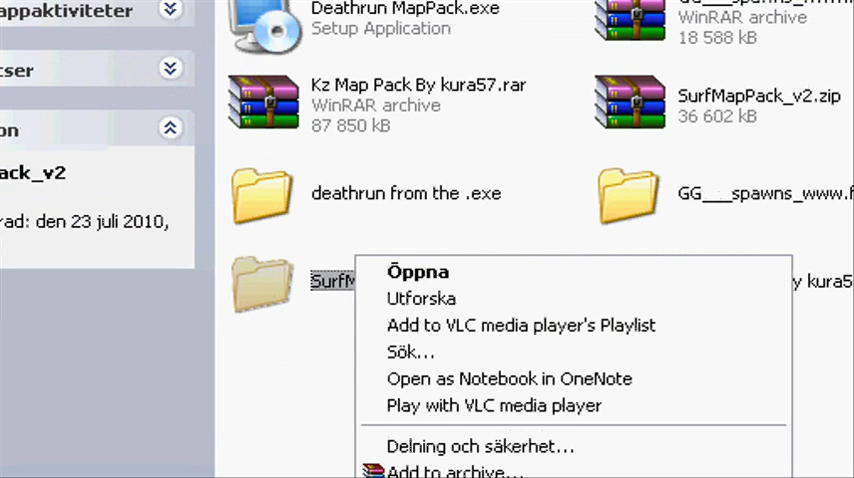 appaktiviteter
tser
on
ack_v2
rad: den 23 juli 2010,
Deathrun MapPack.exe
Setup Application
WinRAR archive
18 588 kB
Kz Map Pack By kura57.rar
WinRAR archive
87 850 kB
SurfMapPack_v2.zip
36 602 kB
deathrun from the .exe
GG___spawns_www.f
SurfM
y kura5
Öppna
Utforska
Add to VLC media player's Playlist
Sök...
Open as Notebook in OneNote
Play with VLC media player
Delning och säkerhet...
Add to archive...